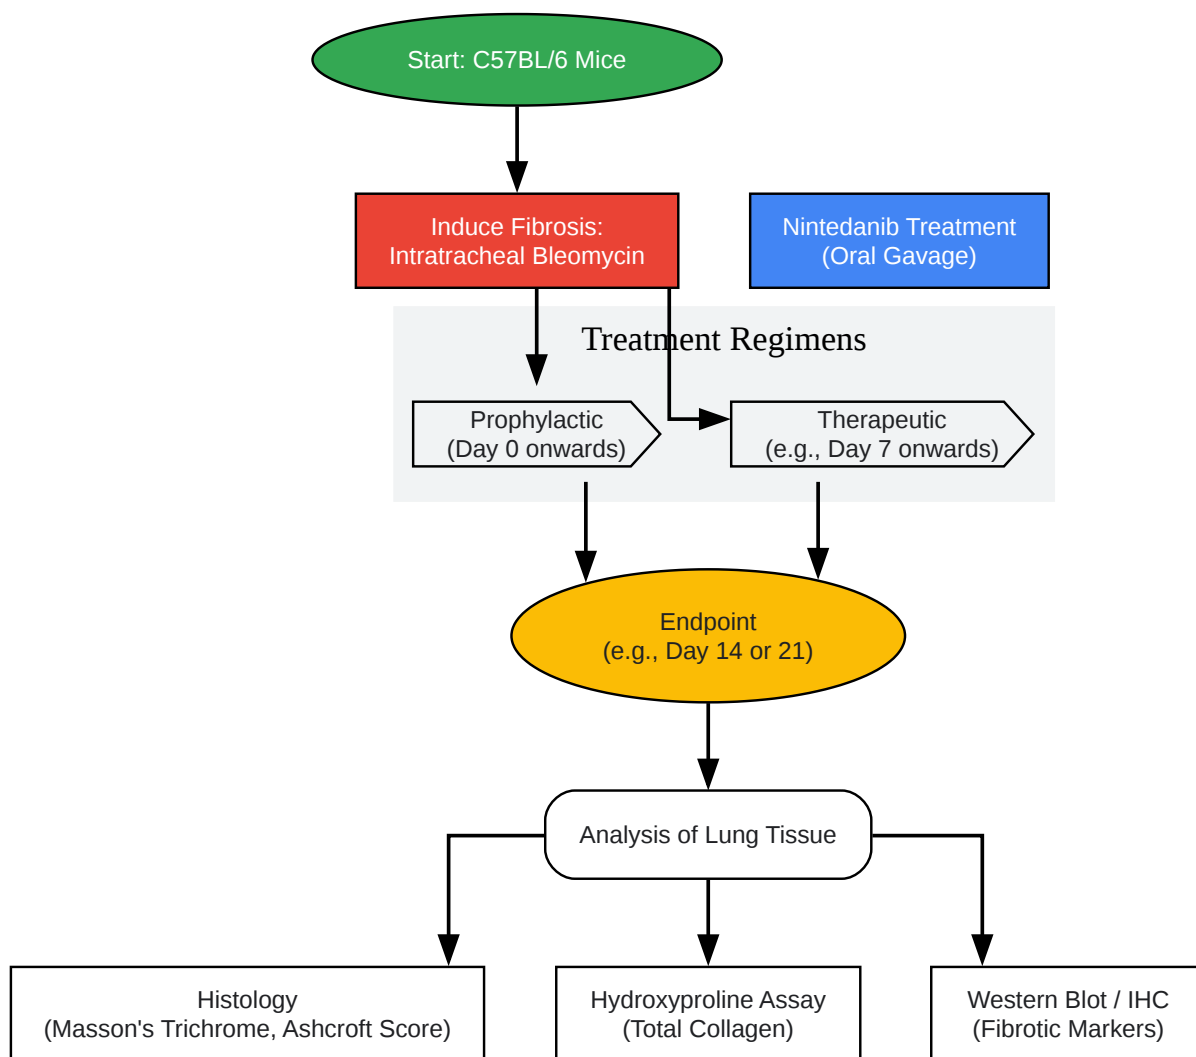 Start: C57BL/6 Mice
Induce Fibrosis:
Intratracheal Bleomycin
Nintedanib Treatment
(Oral Gavage)
Treatment Regimens
Prophylactic
(Day 0 onwards)
Therapeutic
(e.g., Day 7 onwards)
Endpoint
(e.g., Day 14 or 21)
Analysis of Lung Tissue
Histology
(Masson's Trichrome, Ashcroft Score)
Hydroxyproline Assay
(Total Collagen)
Western Blot / IHC
(Fibrotic Markers)